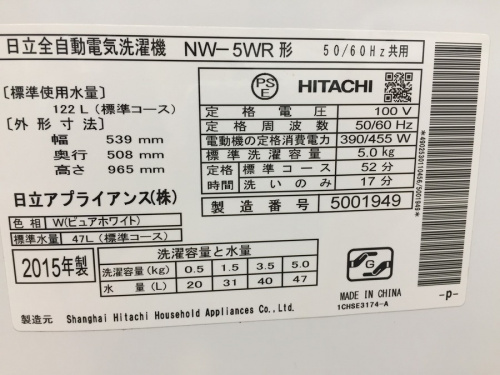 日立全自動電気洗濯機 NW-5WR 形 50/60Hz共用
〔標準使用水量〕
122L(標準コース)
〔外形寸法〕
幅 539 mm
奥行 508 mm
高さ 965 mm
日立アプライアンス(株)
色相 W(ピュアホワイト)
標準水量 47L(標準コース)
2015年製
PS
E
HITACHI
定格電圧 100 V
定格周波数 50/60 Hz
電動機の定格消費電力 390/455 W
標準洗濯容量 5.0 kg
定格時間 標準コース 52分
洗いのみ 17分
製造番号 5001949
洗濯容量と水量
洗濯容量(kg) 0.5 1.5 3.5 5.0
水量(L) 20 31 40 47
G
MADE IN CHINA
1CHSE3174-A
-p-
製造元 Shanghai Hitachi Household Appliances Co.,Ltd.